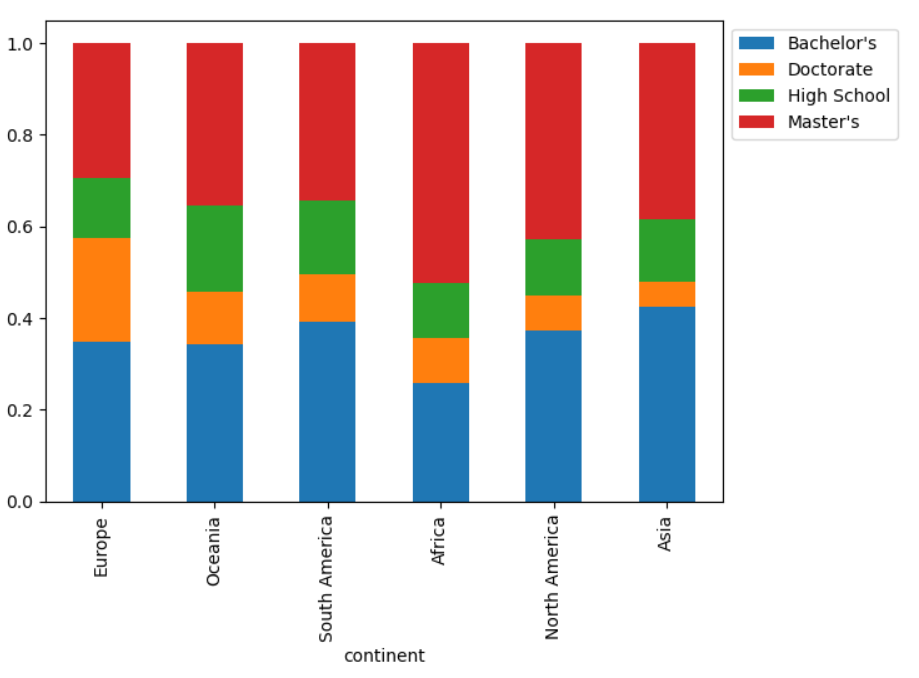 1.0
0.8
0.6
0.4
0.2
0.0
Europe
Oceania
South America
Africa
North America
Asia
continent
Bachelor's
Doctorate
High School
Master's